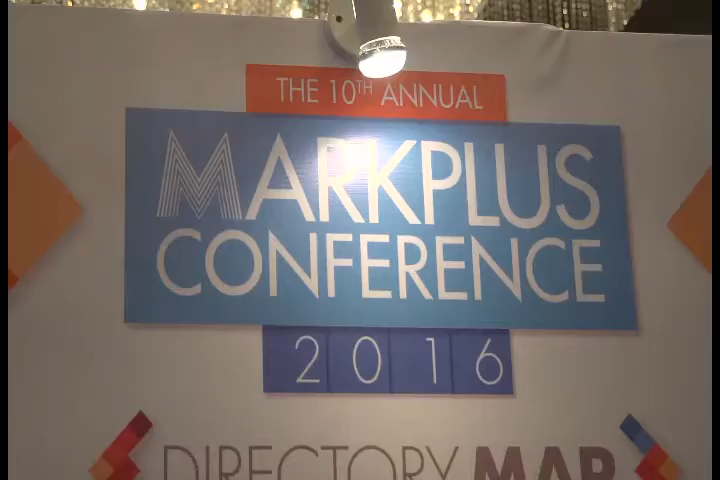 THE 10TH ANNUAL
MARKPLUS
CONFERENCE
2016
DIRECTORY MAP